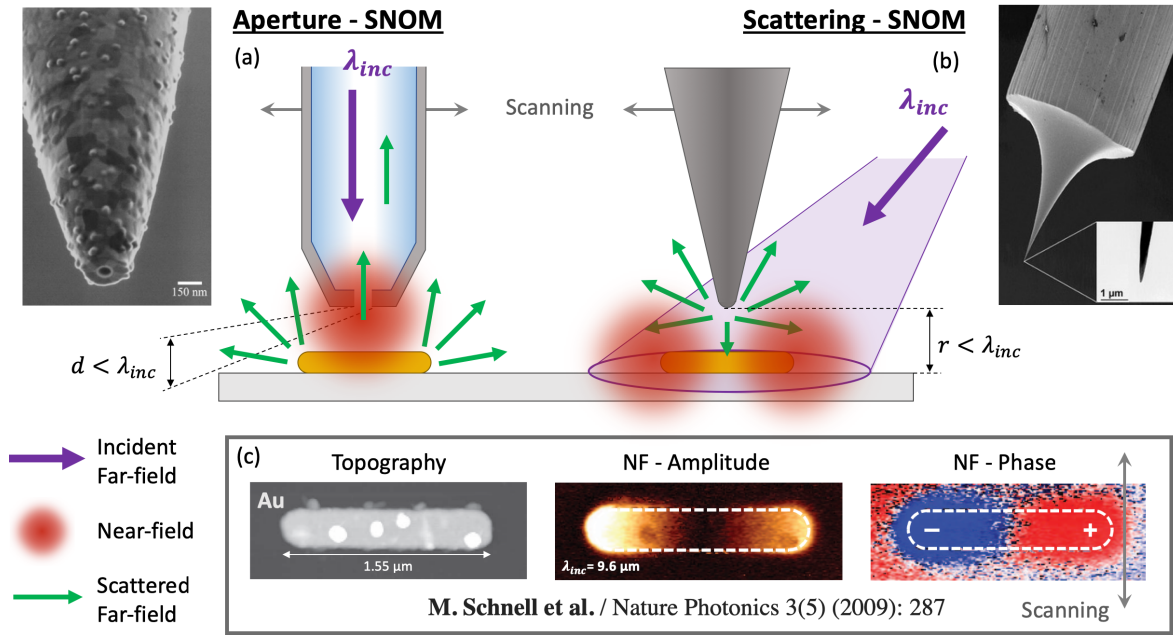 Aperture - SNOM
Scattering - SNOM
(a)
λinc
(b)
λinc
Scanning
150 nm
1 µm
d < λinc
r < λinc
Incident
Far-field
Near-field
Scattered
Far-field
(c)
Topography
NF - Amplitude
NF - Phase
Au
1.55 µm
λinc= 9.6 µm
− +
M. Schnell et al. / Nature Photonics 3(5) (2009): 287
Scanning